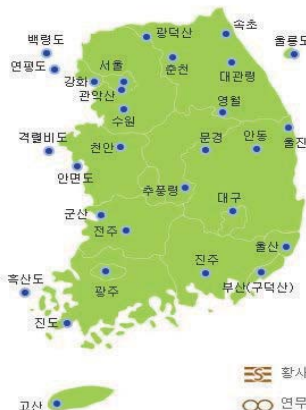 속초
광덕산
백령도
울릉도
춘천
서울
연평도
대관령
강화
관악산
영월
수원
울진
격렬비도
천안
문경
안동
안면도
추풍령
군산
대구
전주
울산
흑산도
광주
진주
부산(구덕산)
진도
황사
연무
고산